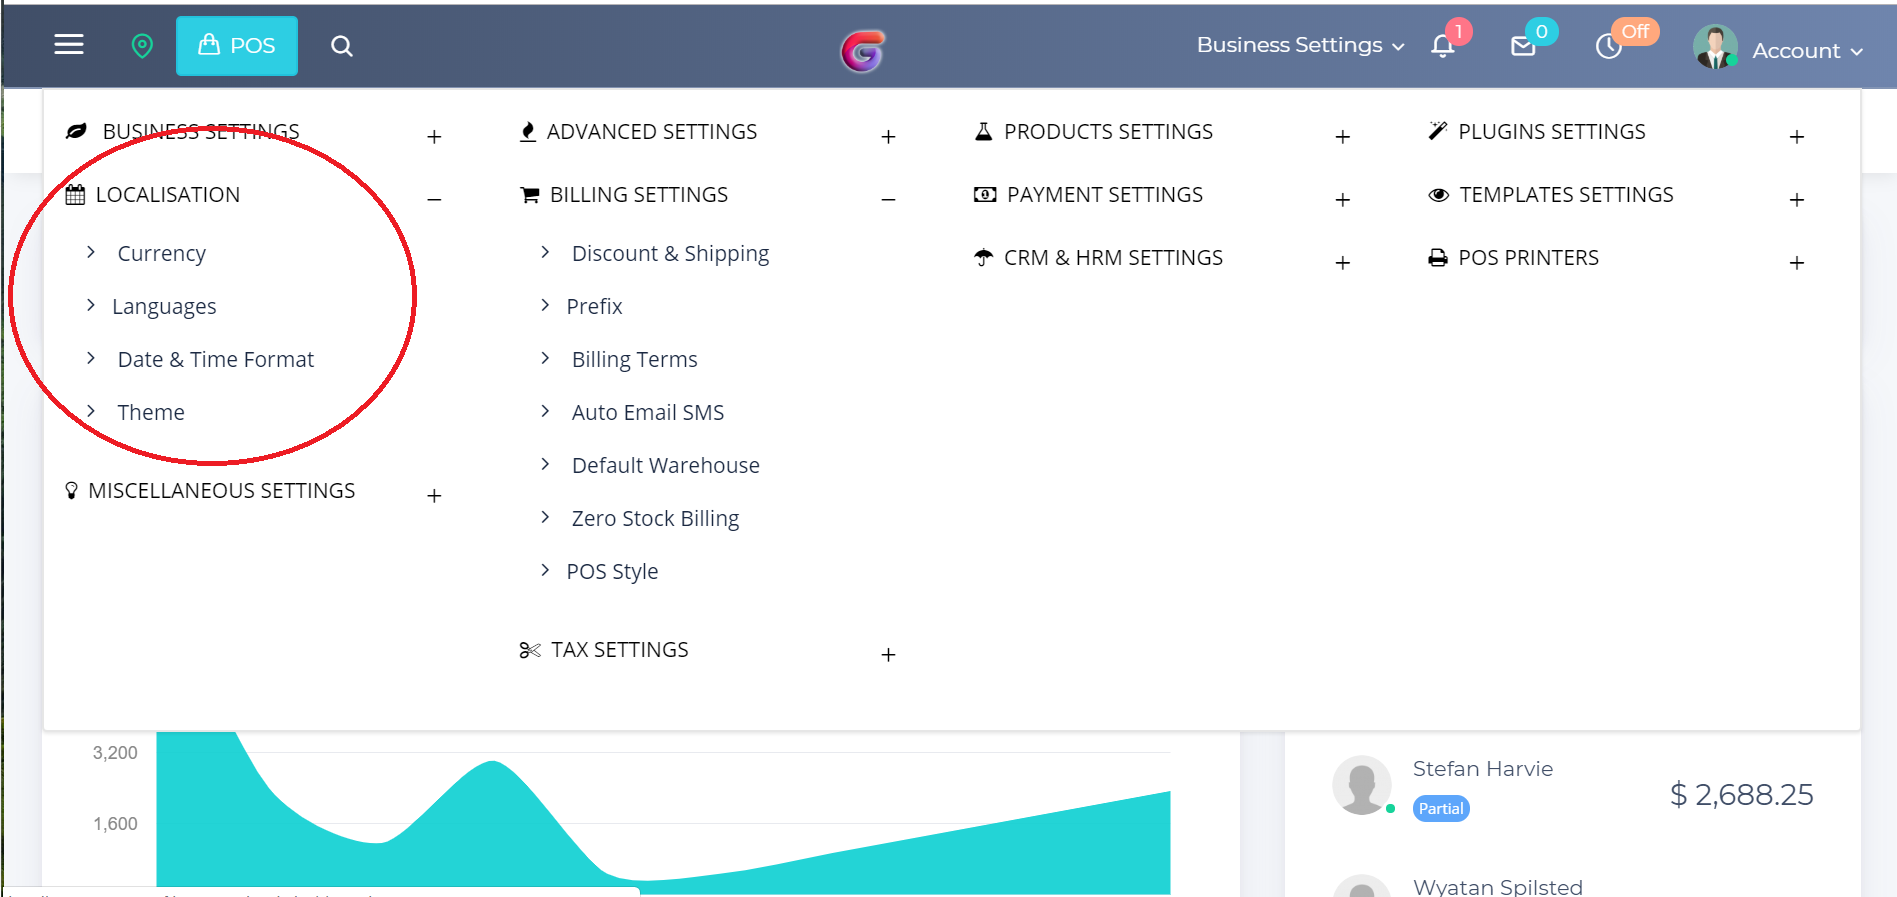 POS
Business Settings
1
0
Off
Account
BUSINESS SETTINGS
+
LOCALISATION
−
Currency
Languages
Date & Time Format
Theme
MISCELLANEOUS SETTINGS
+
ADVANCED SETTINGS
+
BILLING SETTINGS
−
Discount & Shipping
Prefix
Billing Terms
Auto Email SMS
Default Warehouse
Zero Stock Billing
POS Style
TAX SETTINGS
+
PRODUCTS SETTINGS
+
PAYMENT SETTINGS
+
CRM & HRM SETTINGS
+
PLUGINS SETTINGS
+
TEMPLATES SETTINGS
+
POS PRINTERS
+
3,200
1,600
Stefan Harvie
Partial
$ 2,688.25
Wyatan Spilsted